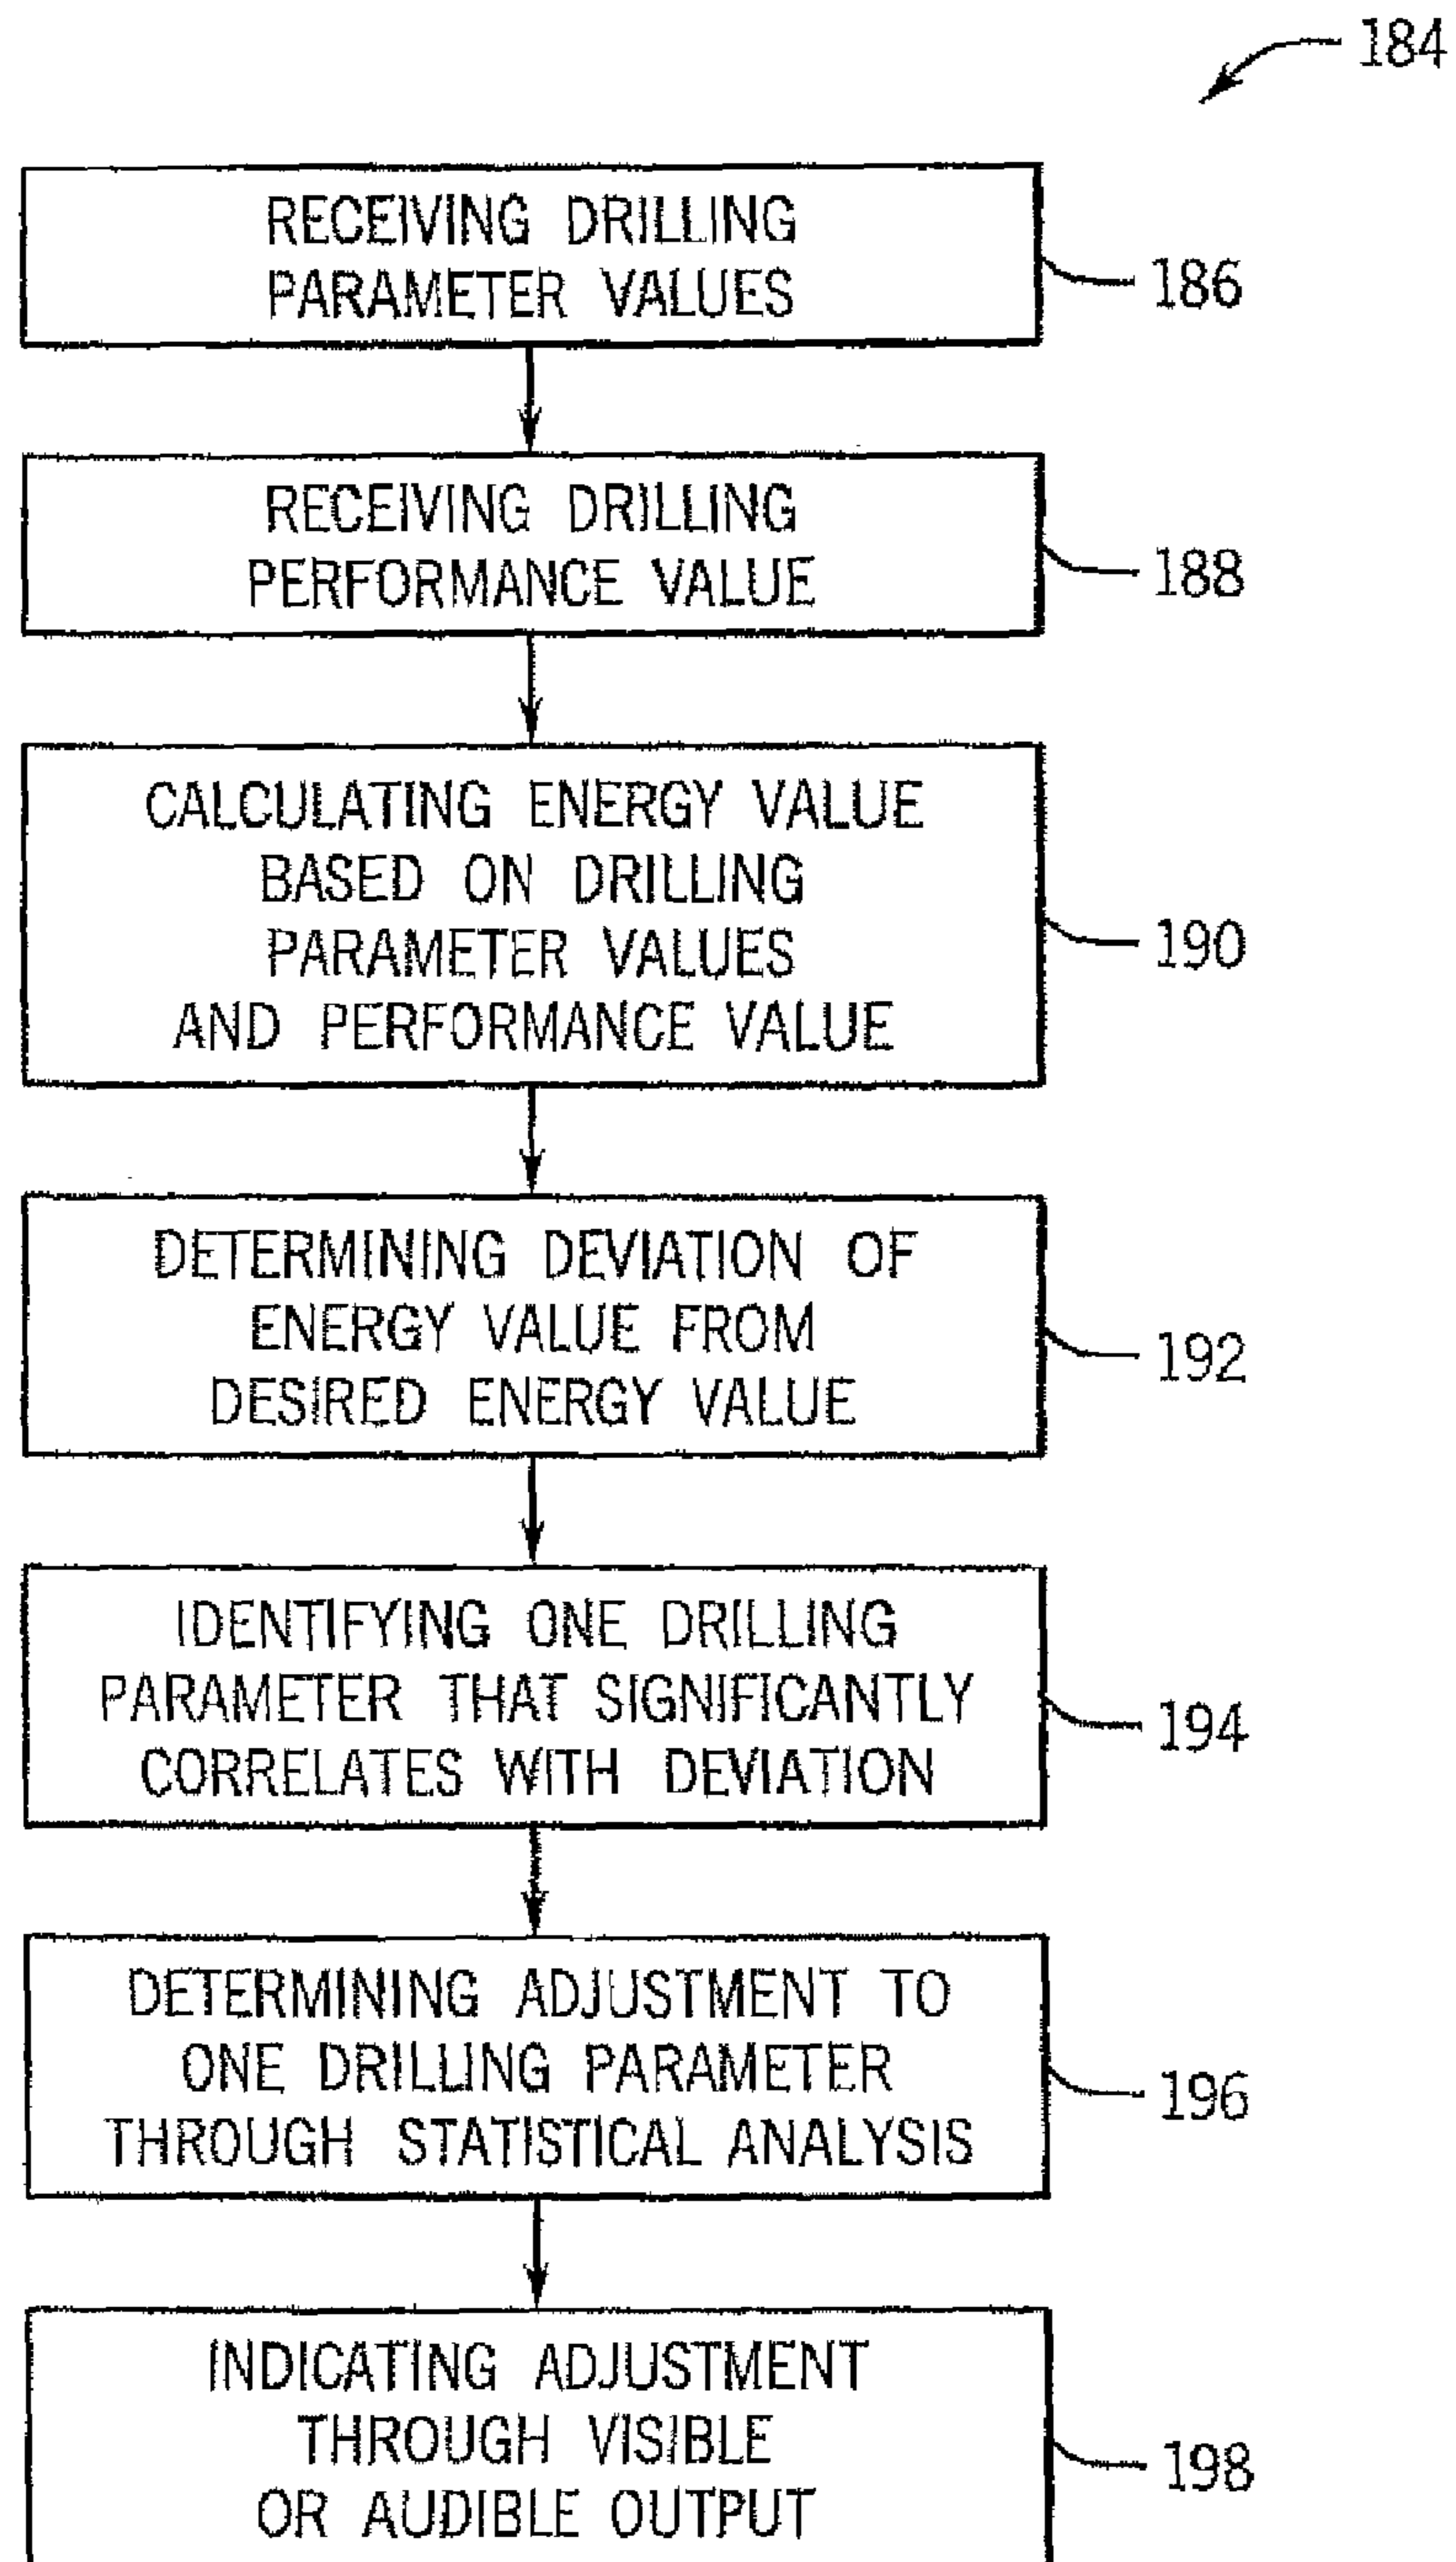 184
RECEIVING DRILLING
PARAMETER VALUES
186
RECEIVING DRILLING
PERFORMANCE VALUE
188
CALCULATING ENERGY VALUE
BASED ON DRILLING
PARAMETER VALUES
AND PERFORMANCE VALUE
190
DETERMINING DEVIATION OF
ENERGY VALUE FROM
DESIRED ENERGY VALUE
192
IDENTIFYING ONE DRILLING
PARAMETER THAT SIGNIFICANTLY
CORRELATES WITH DEVIATION
194
DETERMINING ADJUSTMENT TO
ONE DRILLING PARAMETER
THROUGH STATISTICAL ANALYSIS
196
INDICATING ADJUSTMENT
THROUGH VISIBLE
OR AUDIBLE OUTPUT
198